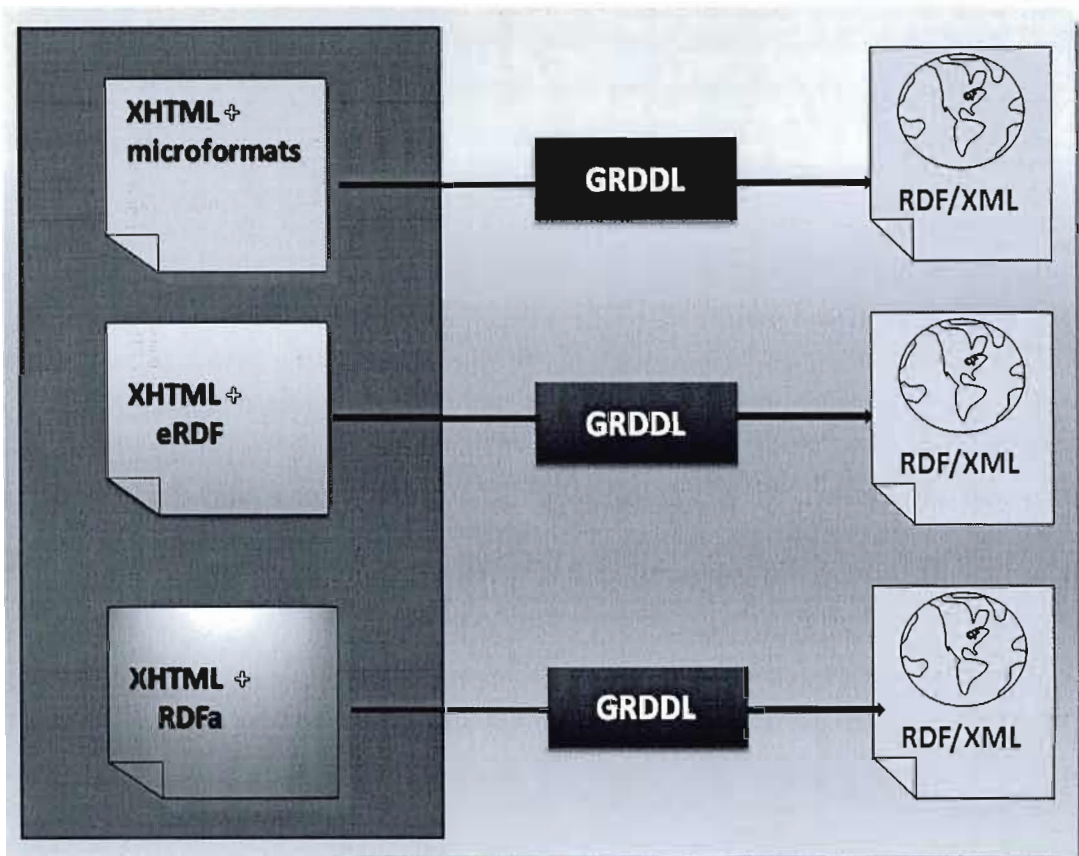 XHTML +
microformats
GRDDL
RDF/XML
XHTML +
eRDF
GRDDL
RDF/XML
XHTML +
RDFa
GRDDL
RDF/XML